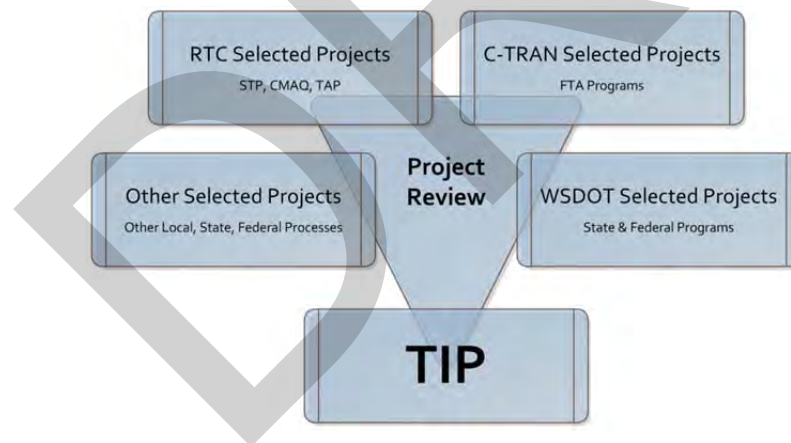 RTC Selected Projects
STP, CMAQ, TAP
C-TRAN Selected Projects
FTA Programs
Project
Review
Other Selected Projects
Other Local, State, Federal Processes
WSDOT Selected Projects
State & Federal Programs
TIP